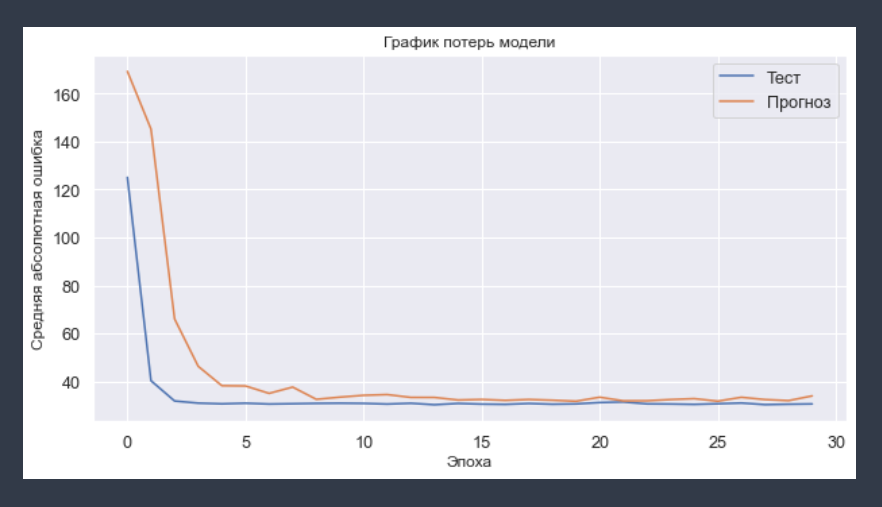 График потерь модели
Тест
Прогноз
Средняя абсолютная ошибка
160
140
120
100
80
60
40
0 5 10 15 20 25 30
Эпоха